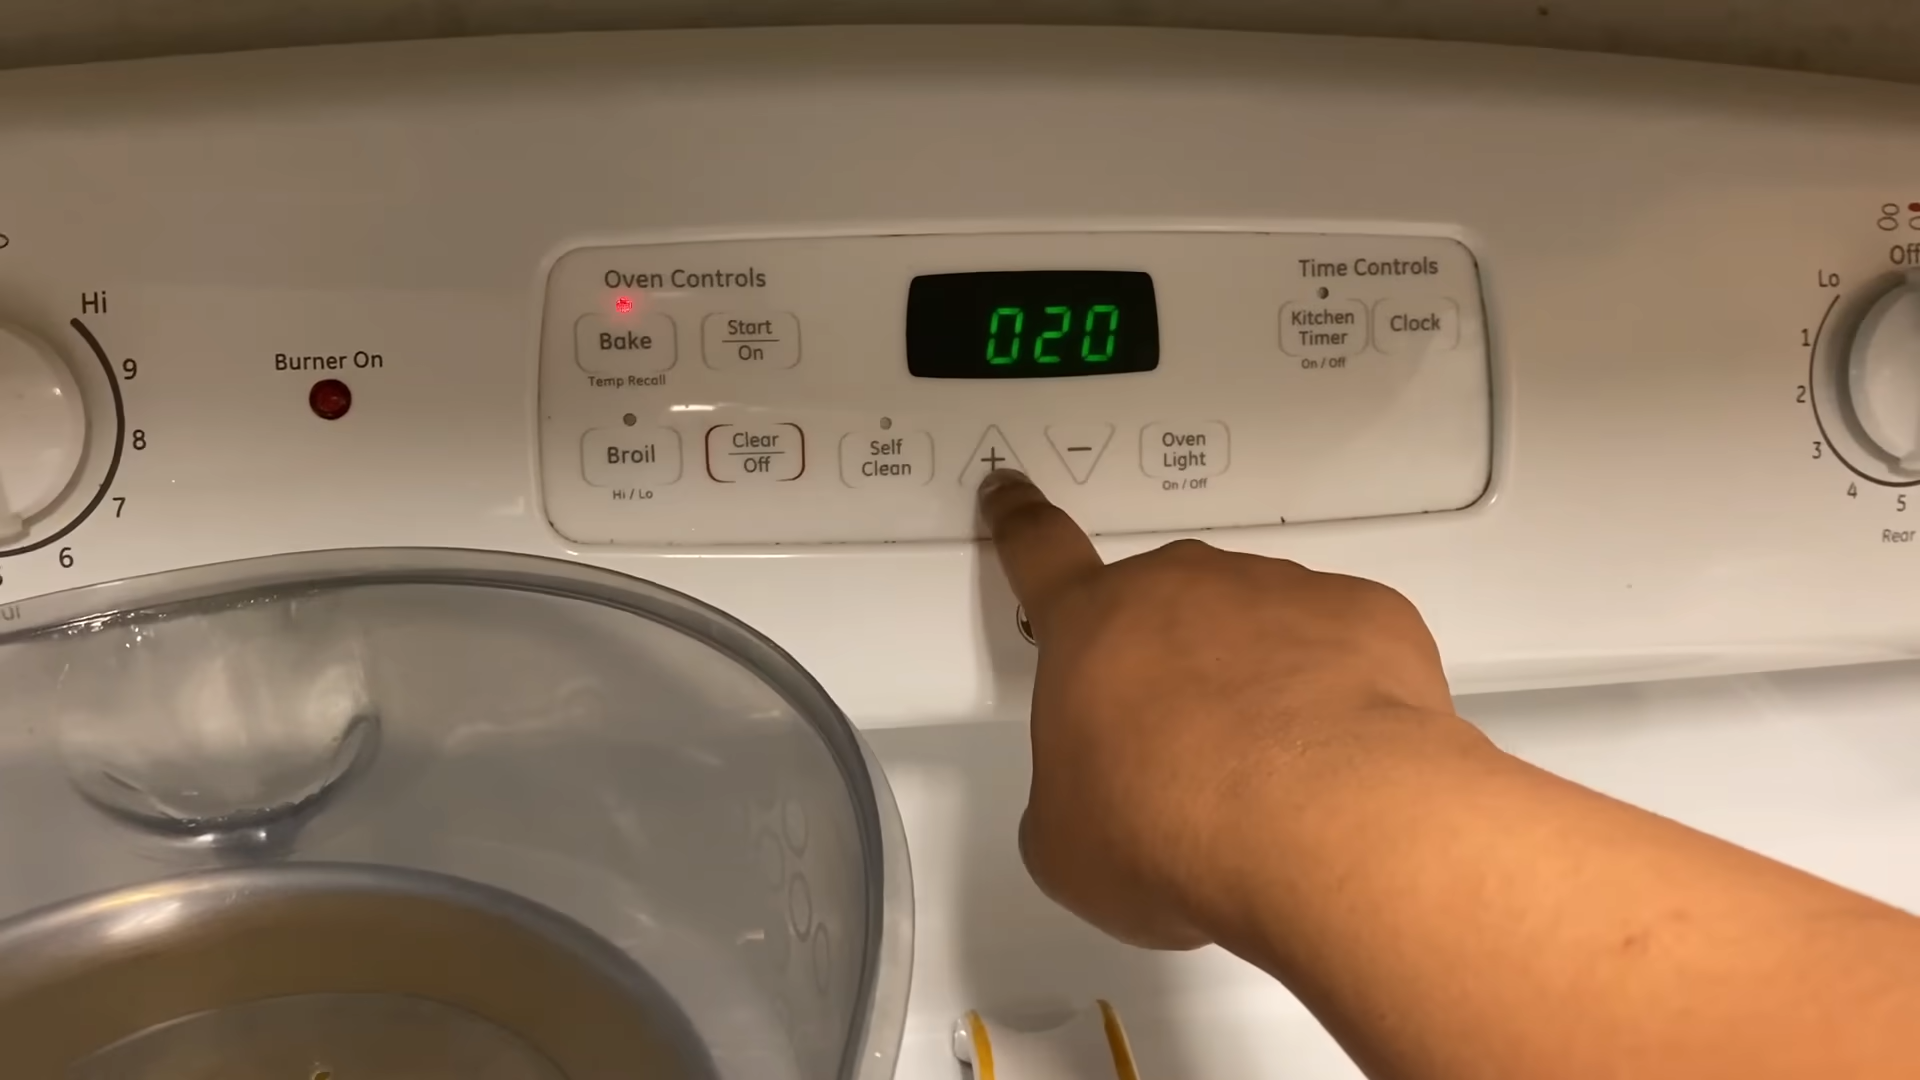 Hi
9
8
7
6
Burner On
Oven Controls
Bake
Temp Recall
Start
On
Broil
Hi / Lo
Clear
Off
Self
Clean
020
+
−
Oven
Light
On / Off
Time Controls
Kitchen
Timer
On / Off
Clock
Off
Lo
1
2
3
4
5
Rear